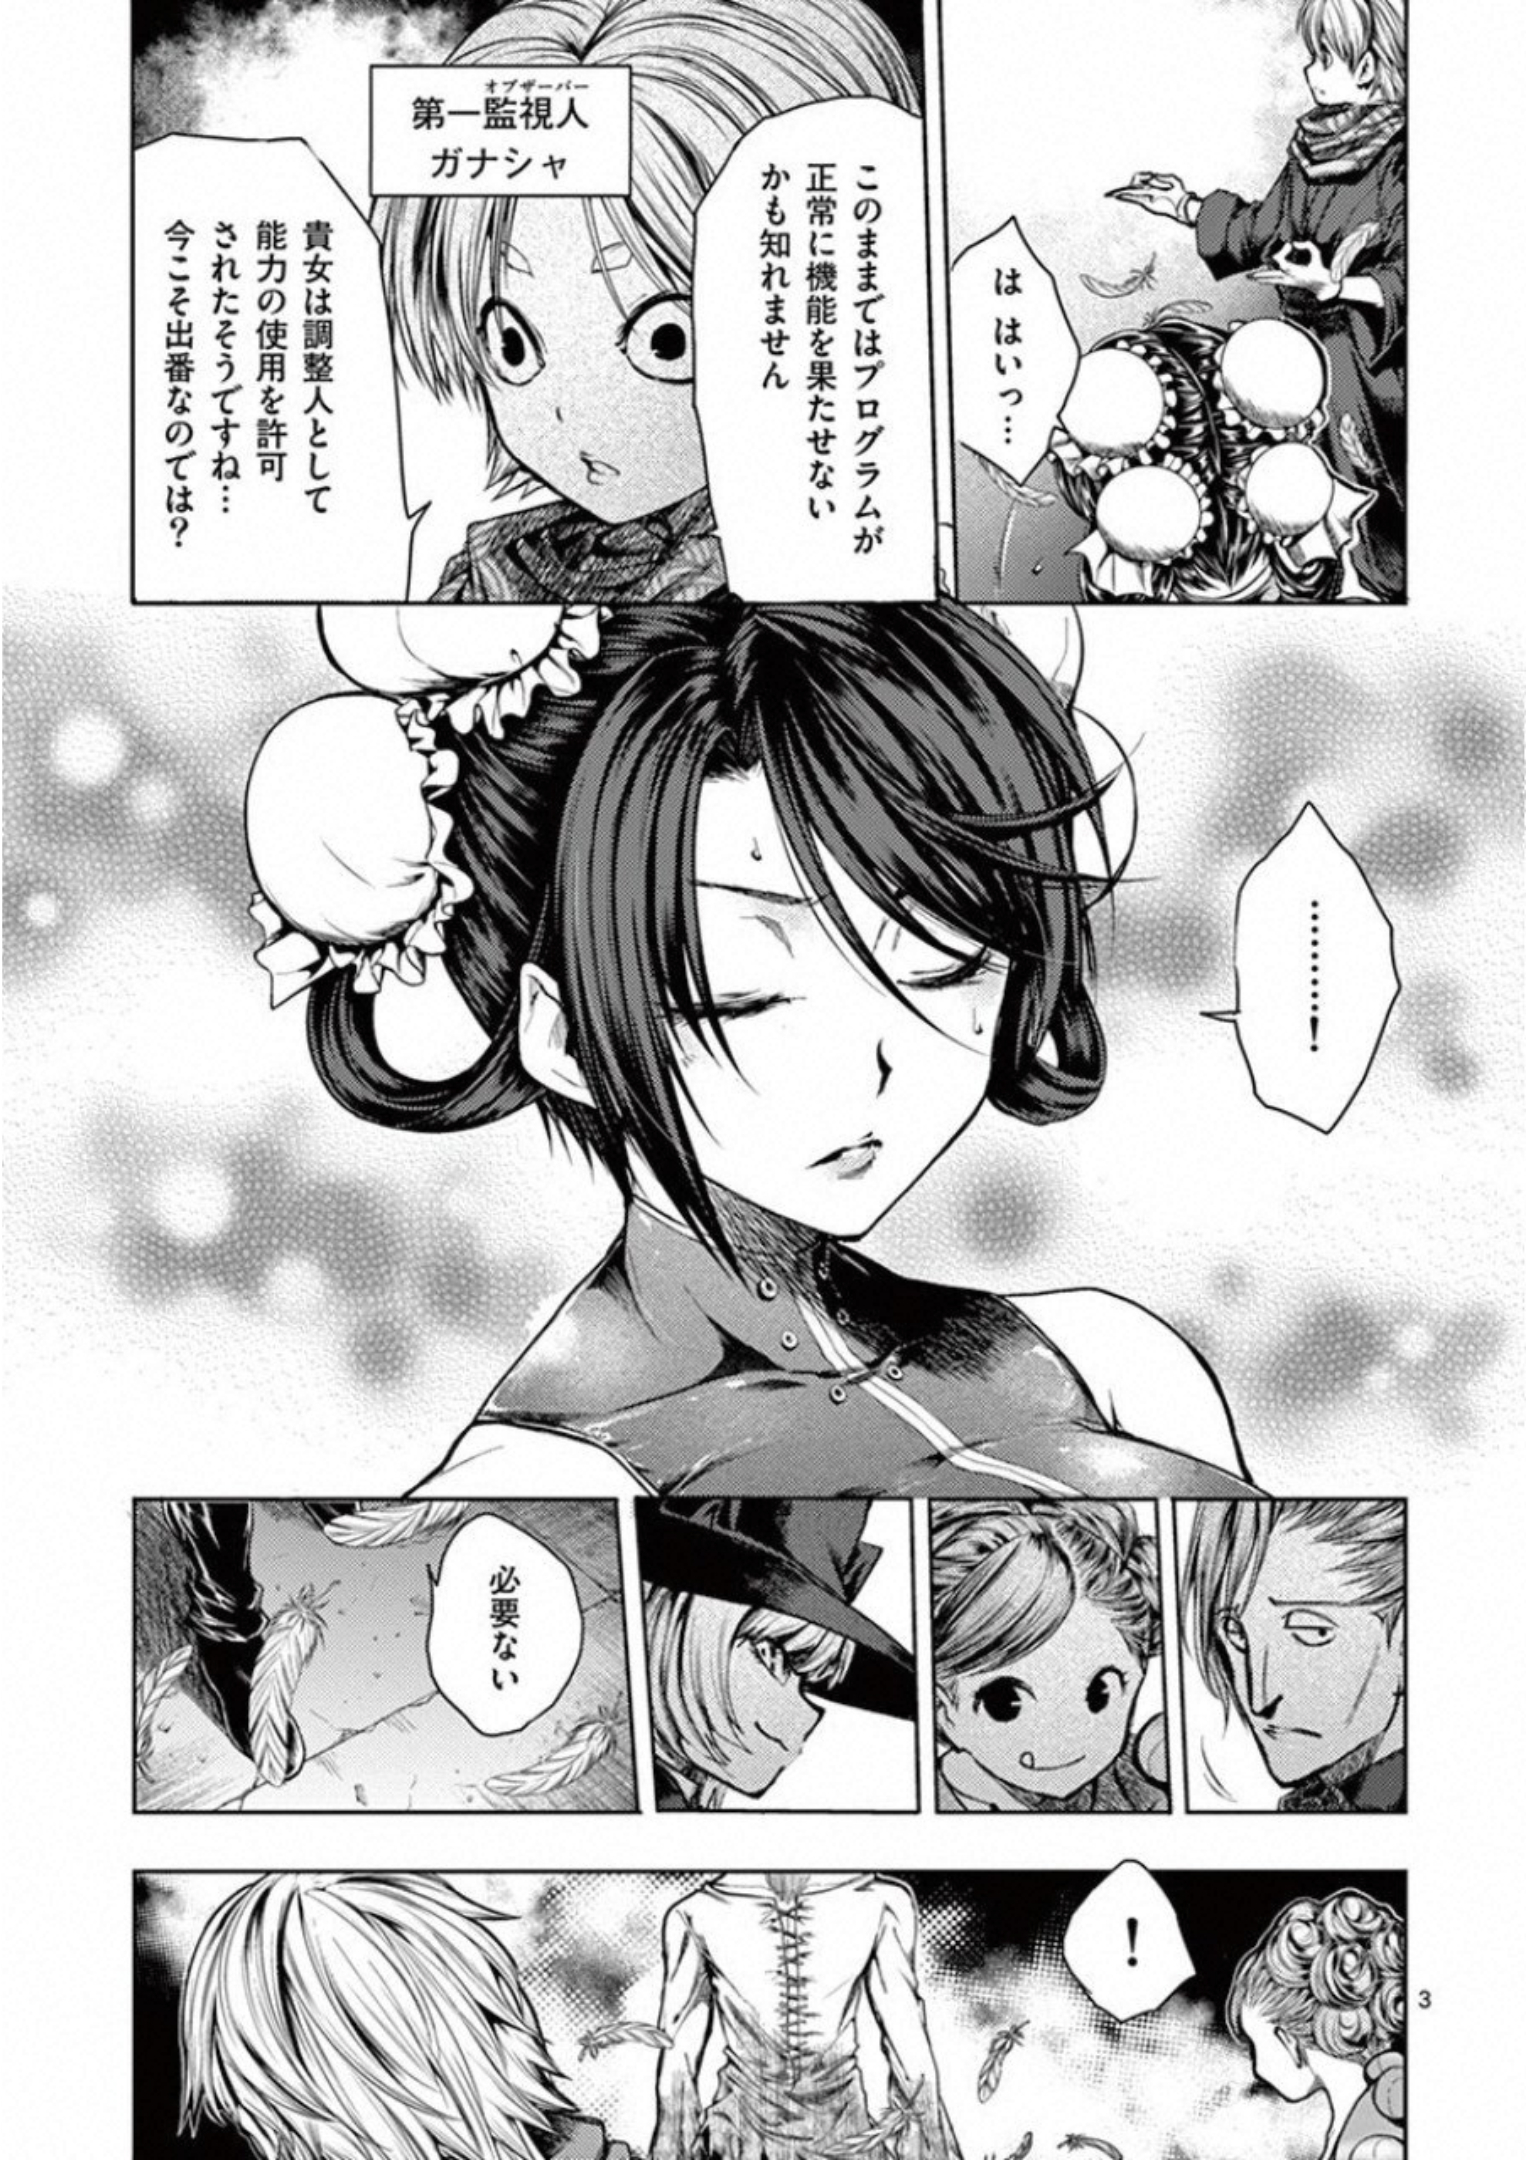 は はいっ…
このままではプログラムが
正常に機能を果たせない
かも知れません
オブザーバー
第一監視人
ガナシャ
貴女は調整人として
能力の使用を許可
されたそうですね…
今こそ出番なのでは？
………！
必要ない
！
3